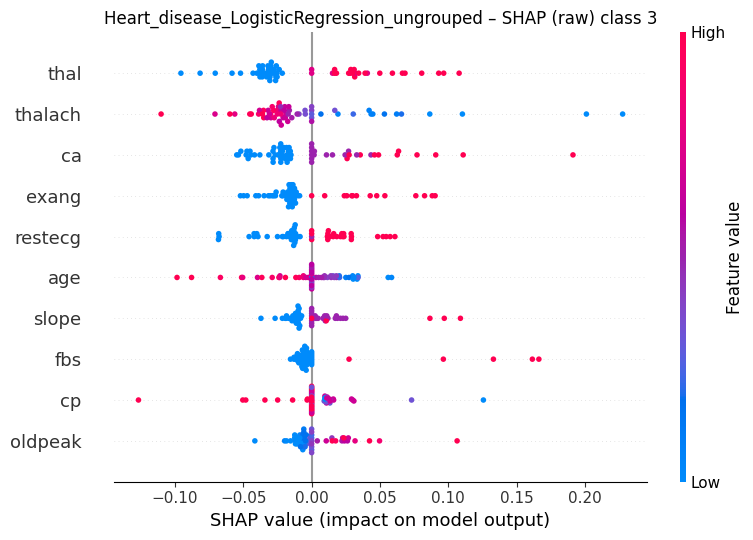 Heart_disease_LogisticRegression_ungrouped – SHAP (raw) class 3
High
thal
thalach
ca
exang
restecg
age
slope
fbs
cp
oldpeak
Feature value
Low
−0.10 −0.05 0.00 0.05 0.10 0.15 0.20
SHAP value (impact on model output)